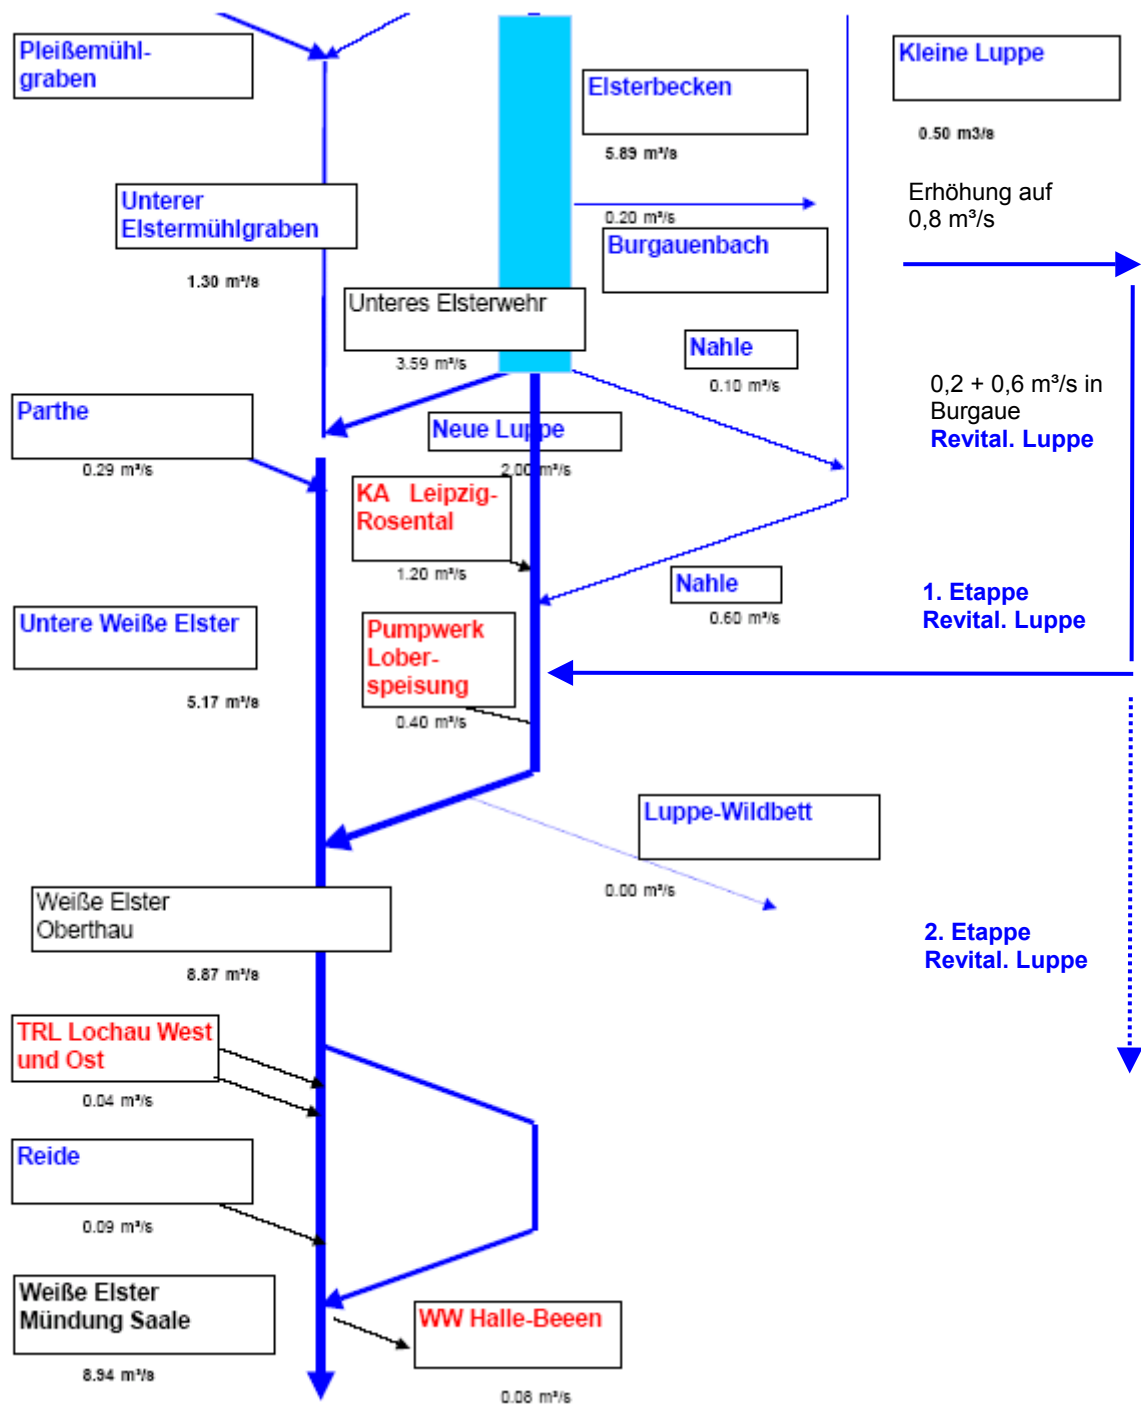 Pleißemühl-
graben
Kleine Luppe
0.50 m3/s
Elsterbecken
5.89 m³/s
Erhöhung auf
0,8 m³/s
Unterer
Elstermühlgraben
1.30 m³/s
0.20 m³/s
Burgauenbach
Unteres Elsterwehr
3.59 m³/s
Nahle
0.10 m³/s
0,2 + 0,6 m³/s in
Burgaue
Revital. Luppe
Parthe
0.29 m³/s
Neue Luppe
2.00 m³/s
KA Leipzig-
Rosental
1.20 m³/s
Nahle
0.60 m³/s
1. Etappe
Revital. Luppe
Untere Weiße Elster
5.17 m³/s
Pumpwerk
Lober-
speisung
0.40 m³/s
Luppe-Wildbett
0.00 m³/s
Weiße Elster
Oberthau
8.87 m³/s
2. Etappe
Revital. Luppe
TRL Lochau West
und Ost
0.04 m³/s
Reide
0.09 m³/s
Weiße Elster
Mündung Saale
8.94 m³/s
WW Halle-Beeen
0.08 m³/s